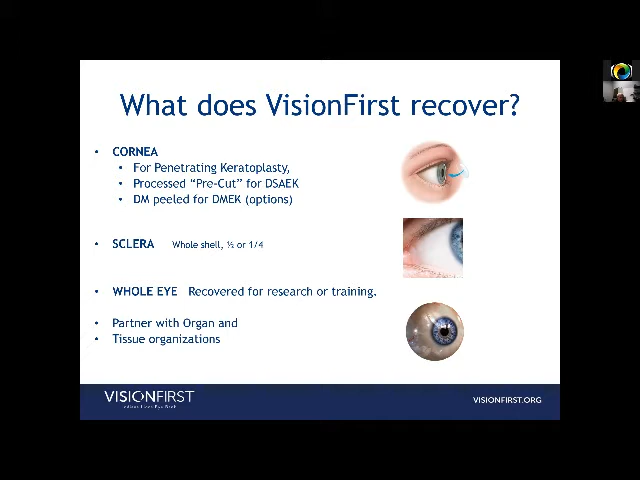 What does VisionFirst recover?
• CORNEA
• For Penetrating Keratoplasty,
• Processed “Pre-Cut” for DSAEK
• DM peeled for DMEK (options)
• SCLERA Whole shell, ½ or 1/4
• WHOLE EYE Recovered for research or training.
• Partner with Organ and
• Tissue organizations
VISIONFIRST
VISIONFIRST.ORG